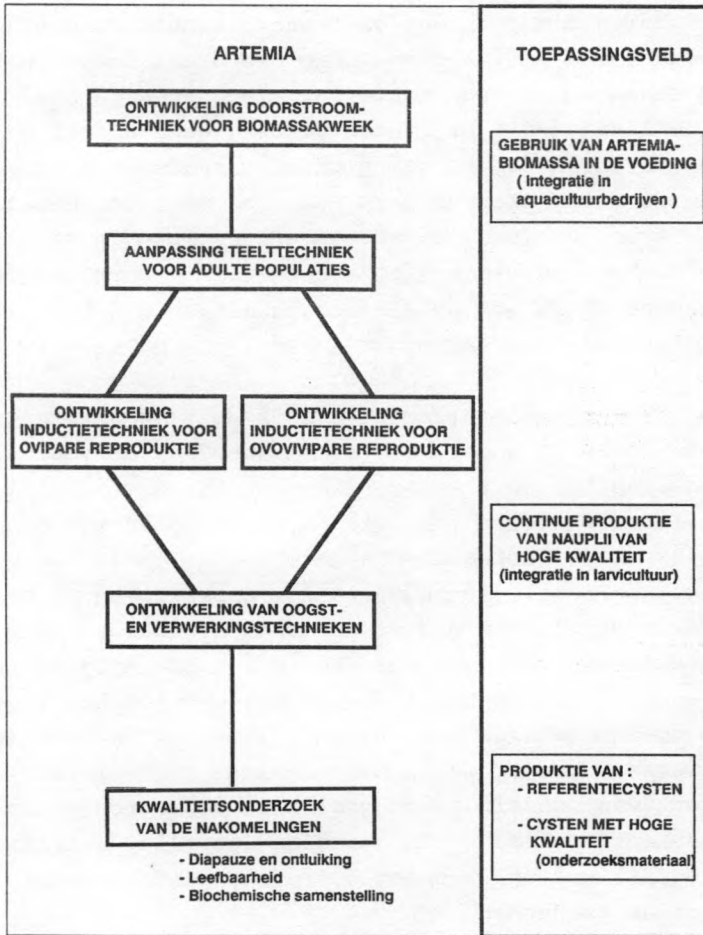 ARTEMIA
ONTWIKKELING DOORSTROOM-
TECHNIEK VOOR BIOMASSAKWEEK
AANPASSING TEELTTECHNIEK
VOOR ADULTE POPULATIES
ONTWIKKELING
INDUCTIETECHNIEK VOOR
OVIPARE REPRODUKTIE
ONTWIKKELING
INDUCTIETECHNIEK VOOR
OVOVIVIPARE REPRODUKTIE
ONTWIKKELING VAN OOGST-
EN VERWERKINGSTECHNIEKEN
KWALITEITSONDERZOEK
VAN DE NAKOMELINGEN
- Diapauze en ontluiking
- Leefbaarheid
- Biochemische samenstelling
TOEPASSINGSVELD
GEBRUIK VAN ARTEMIA-
BIOMASSA IN DE VOEDING
( integratie in
aquacultuurbedrijven )
CONTINUE PRODUKTIE
VAN NAUPLII VAN
HOGE KWALITEIT
(integratie in larvicultuur)
PRODUKTIE VAN :
- REFERENTIECYSTEN
- CYSTEN MET HOGE
KWALITEIT
(onderzoeksmateriaal)